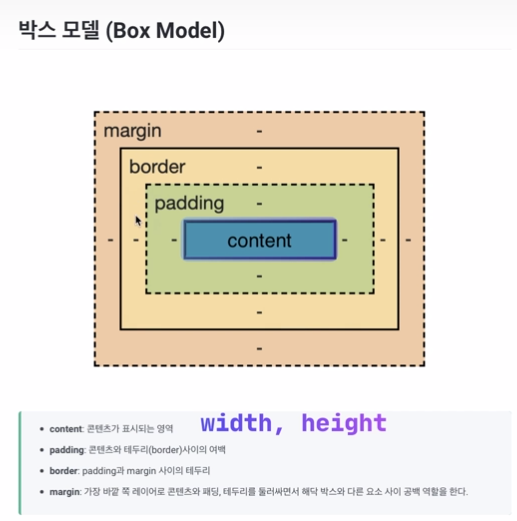 박스 모델 (Box Model)
margin
-
border
-
padding
-
- - - content - - -
-
-
-
content: 콘텐츠가 표시되는 영역 width, height
padding: 콘텐츠와 테두리(border)사이의 여백
border: padding과 margin 사이의 테두리
margin: 가장 바깥 쪽 레이어로 콘텐츠와 패딩, 테두리를 둘러싸면서 해닥 박스와 다른 요소 사이 공백 역할을 한다.